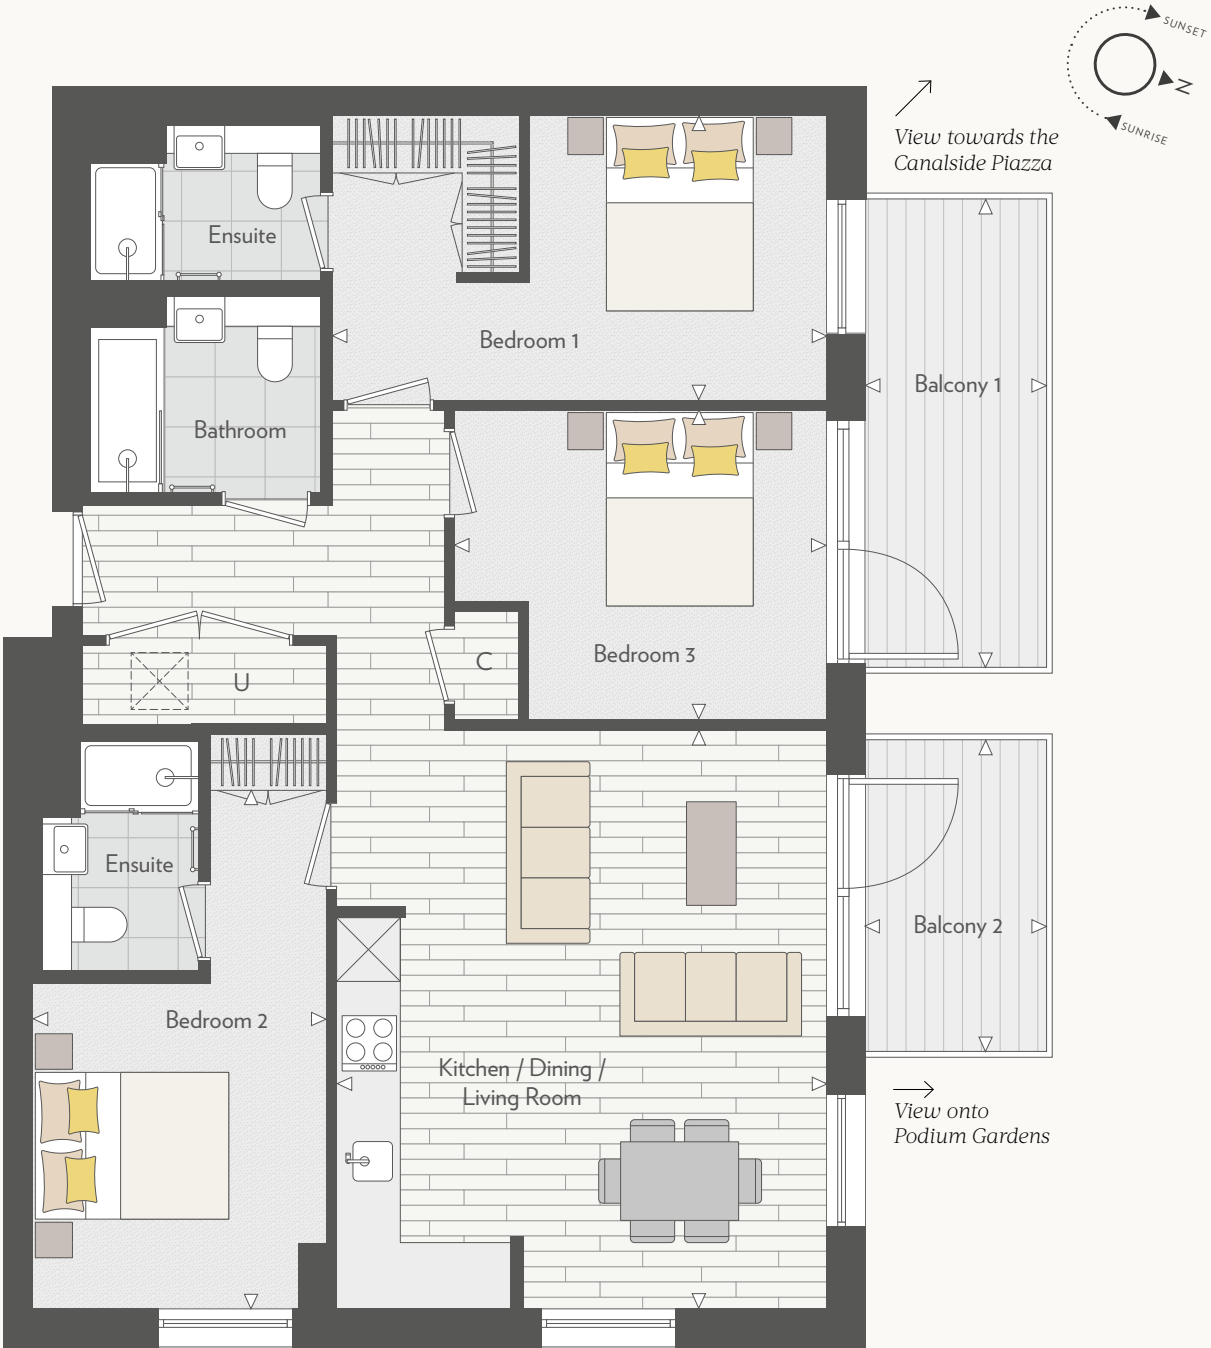 SUNSET
N
SUNRISE
View towards the
Canalside Piazza
Ensuite
Bedroom 1
Balcony 1
Bathroom
Bedroom 3
C
U
Ensuite
Balcony 2
Bedroom 2
Kitchen / Dining /
Living Room
View onto
Podium Gardens